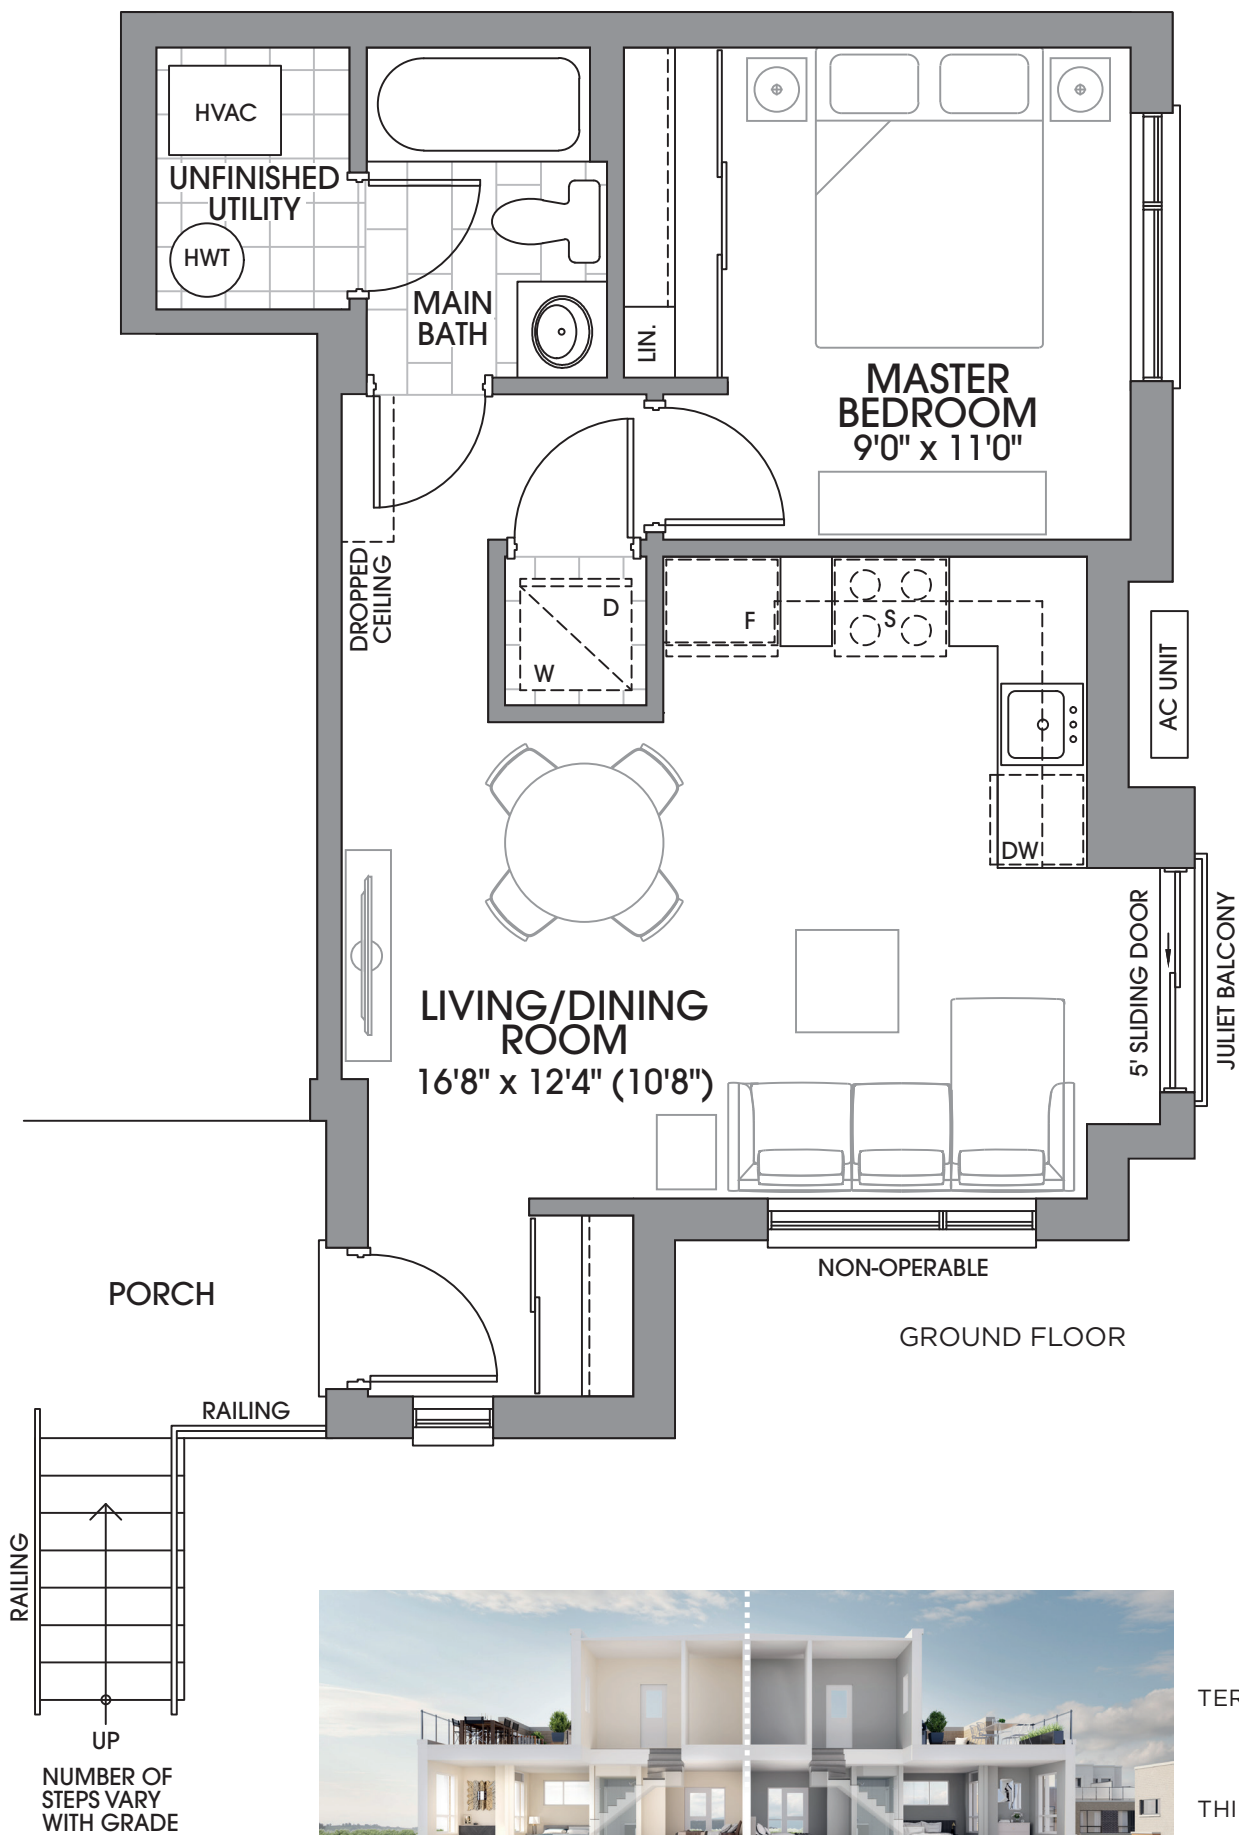 HVAC
UNFINISHED
UTILITY
HWT
MAIN
BATH
LIN.
MASTER
BEDROOM
9'0" x 11'0"
DROPPED
CEILING
D
W
F
S
AC UNIT
DW
5' SLIDING DOOR
JULIET BALCONY
LIVING/DINING
ROOM
16'8" x 12'4" (10'8")
NON-OPERABLE
PORCH
GROUND FLOOR
RAILING
RAILING
UP
NUMBER OF
STEPS VARY
WITH GRADE